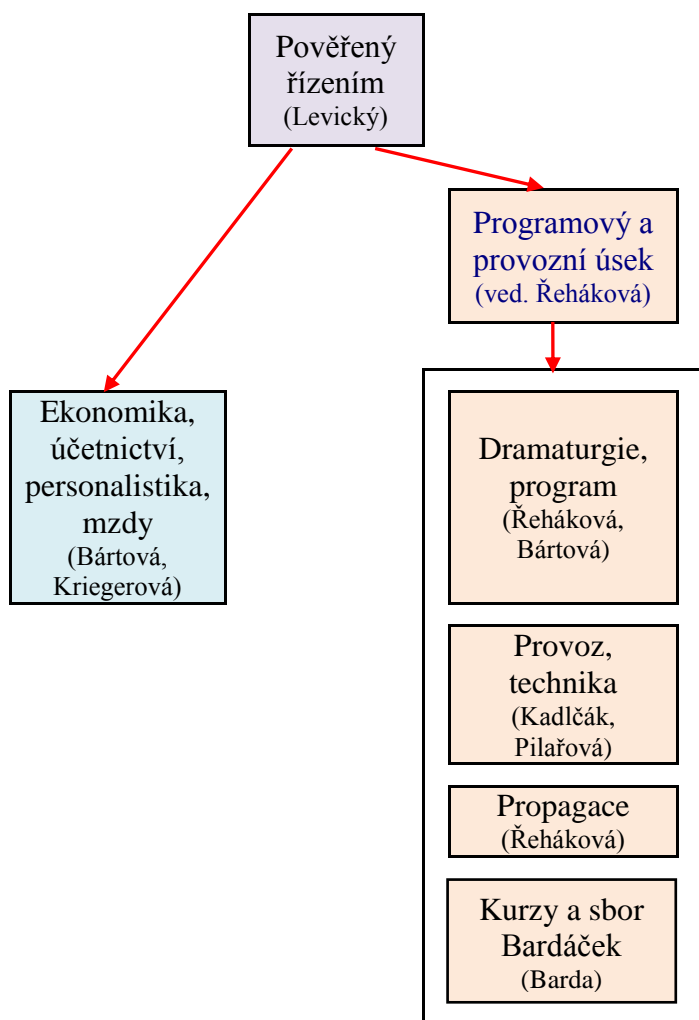 Pověřený
řízením
(Levický)
Programový a
provozní úsek
(ved. Řeháková)
Ekonomika,
účetnictví,
personalistika,
mzdy
(Bártová,
Kriegerová)
Dramaturgie,
program
(Řeháková,
Bártová)
Provoz,
technika
(Kadlčák,
Pilařová)
Propagace
(Řeháková)
Kurzy a sbor
Bardáček
(Barda)